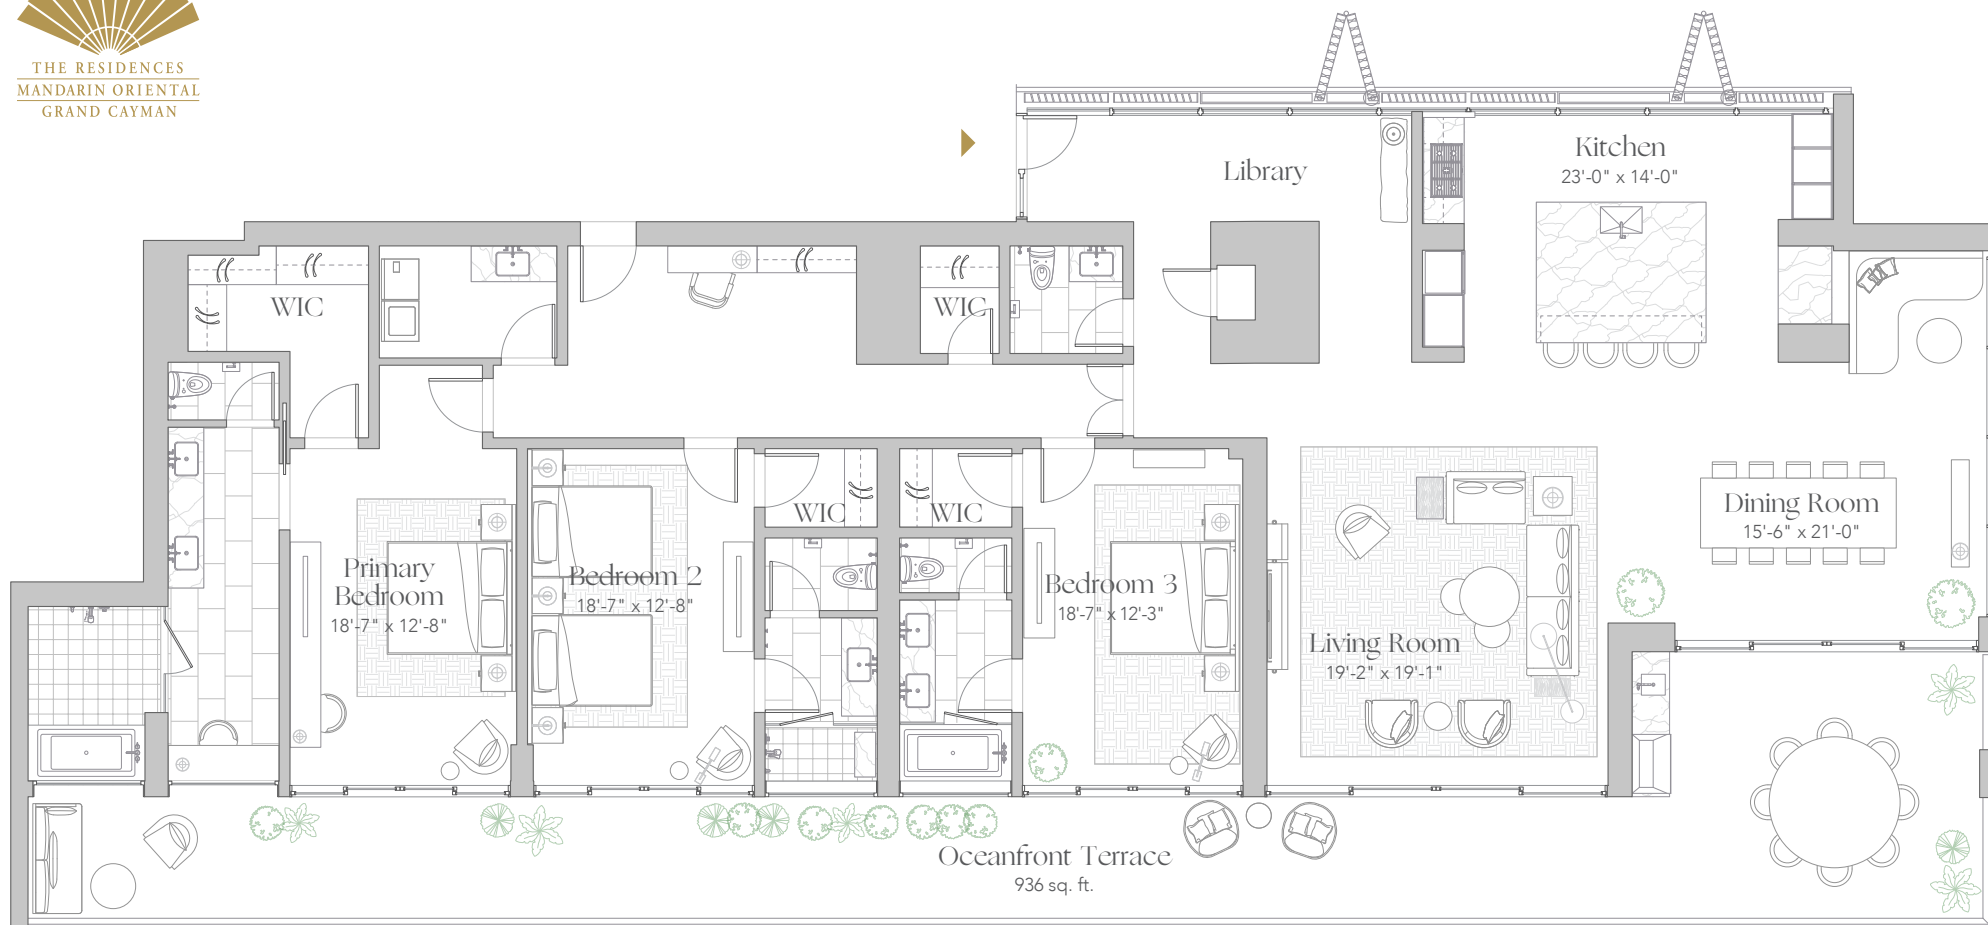 THE RESIDENCES
MANDARIN ORIENTAL
GRAND CAYMAN
Library
Kitchen
23'-0" x 14'-0"
WIC
WIC
WIC
WIC
Dining Room
15'-6" x 21'-0"
Primary
Bedroom
18'-7" x 12'-8"
Bedroom 2
18'-7" x 12'-8"
Bedroom 3
18'-7" x 12'-3"
Living Room
19'-2" x 19'-1"
Oceanfront Terrace
936 sq. ft.